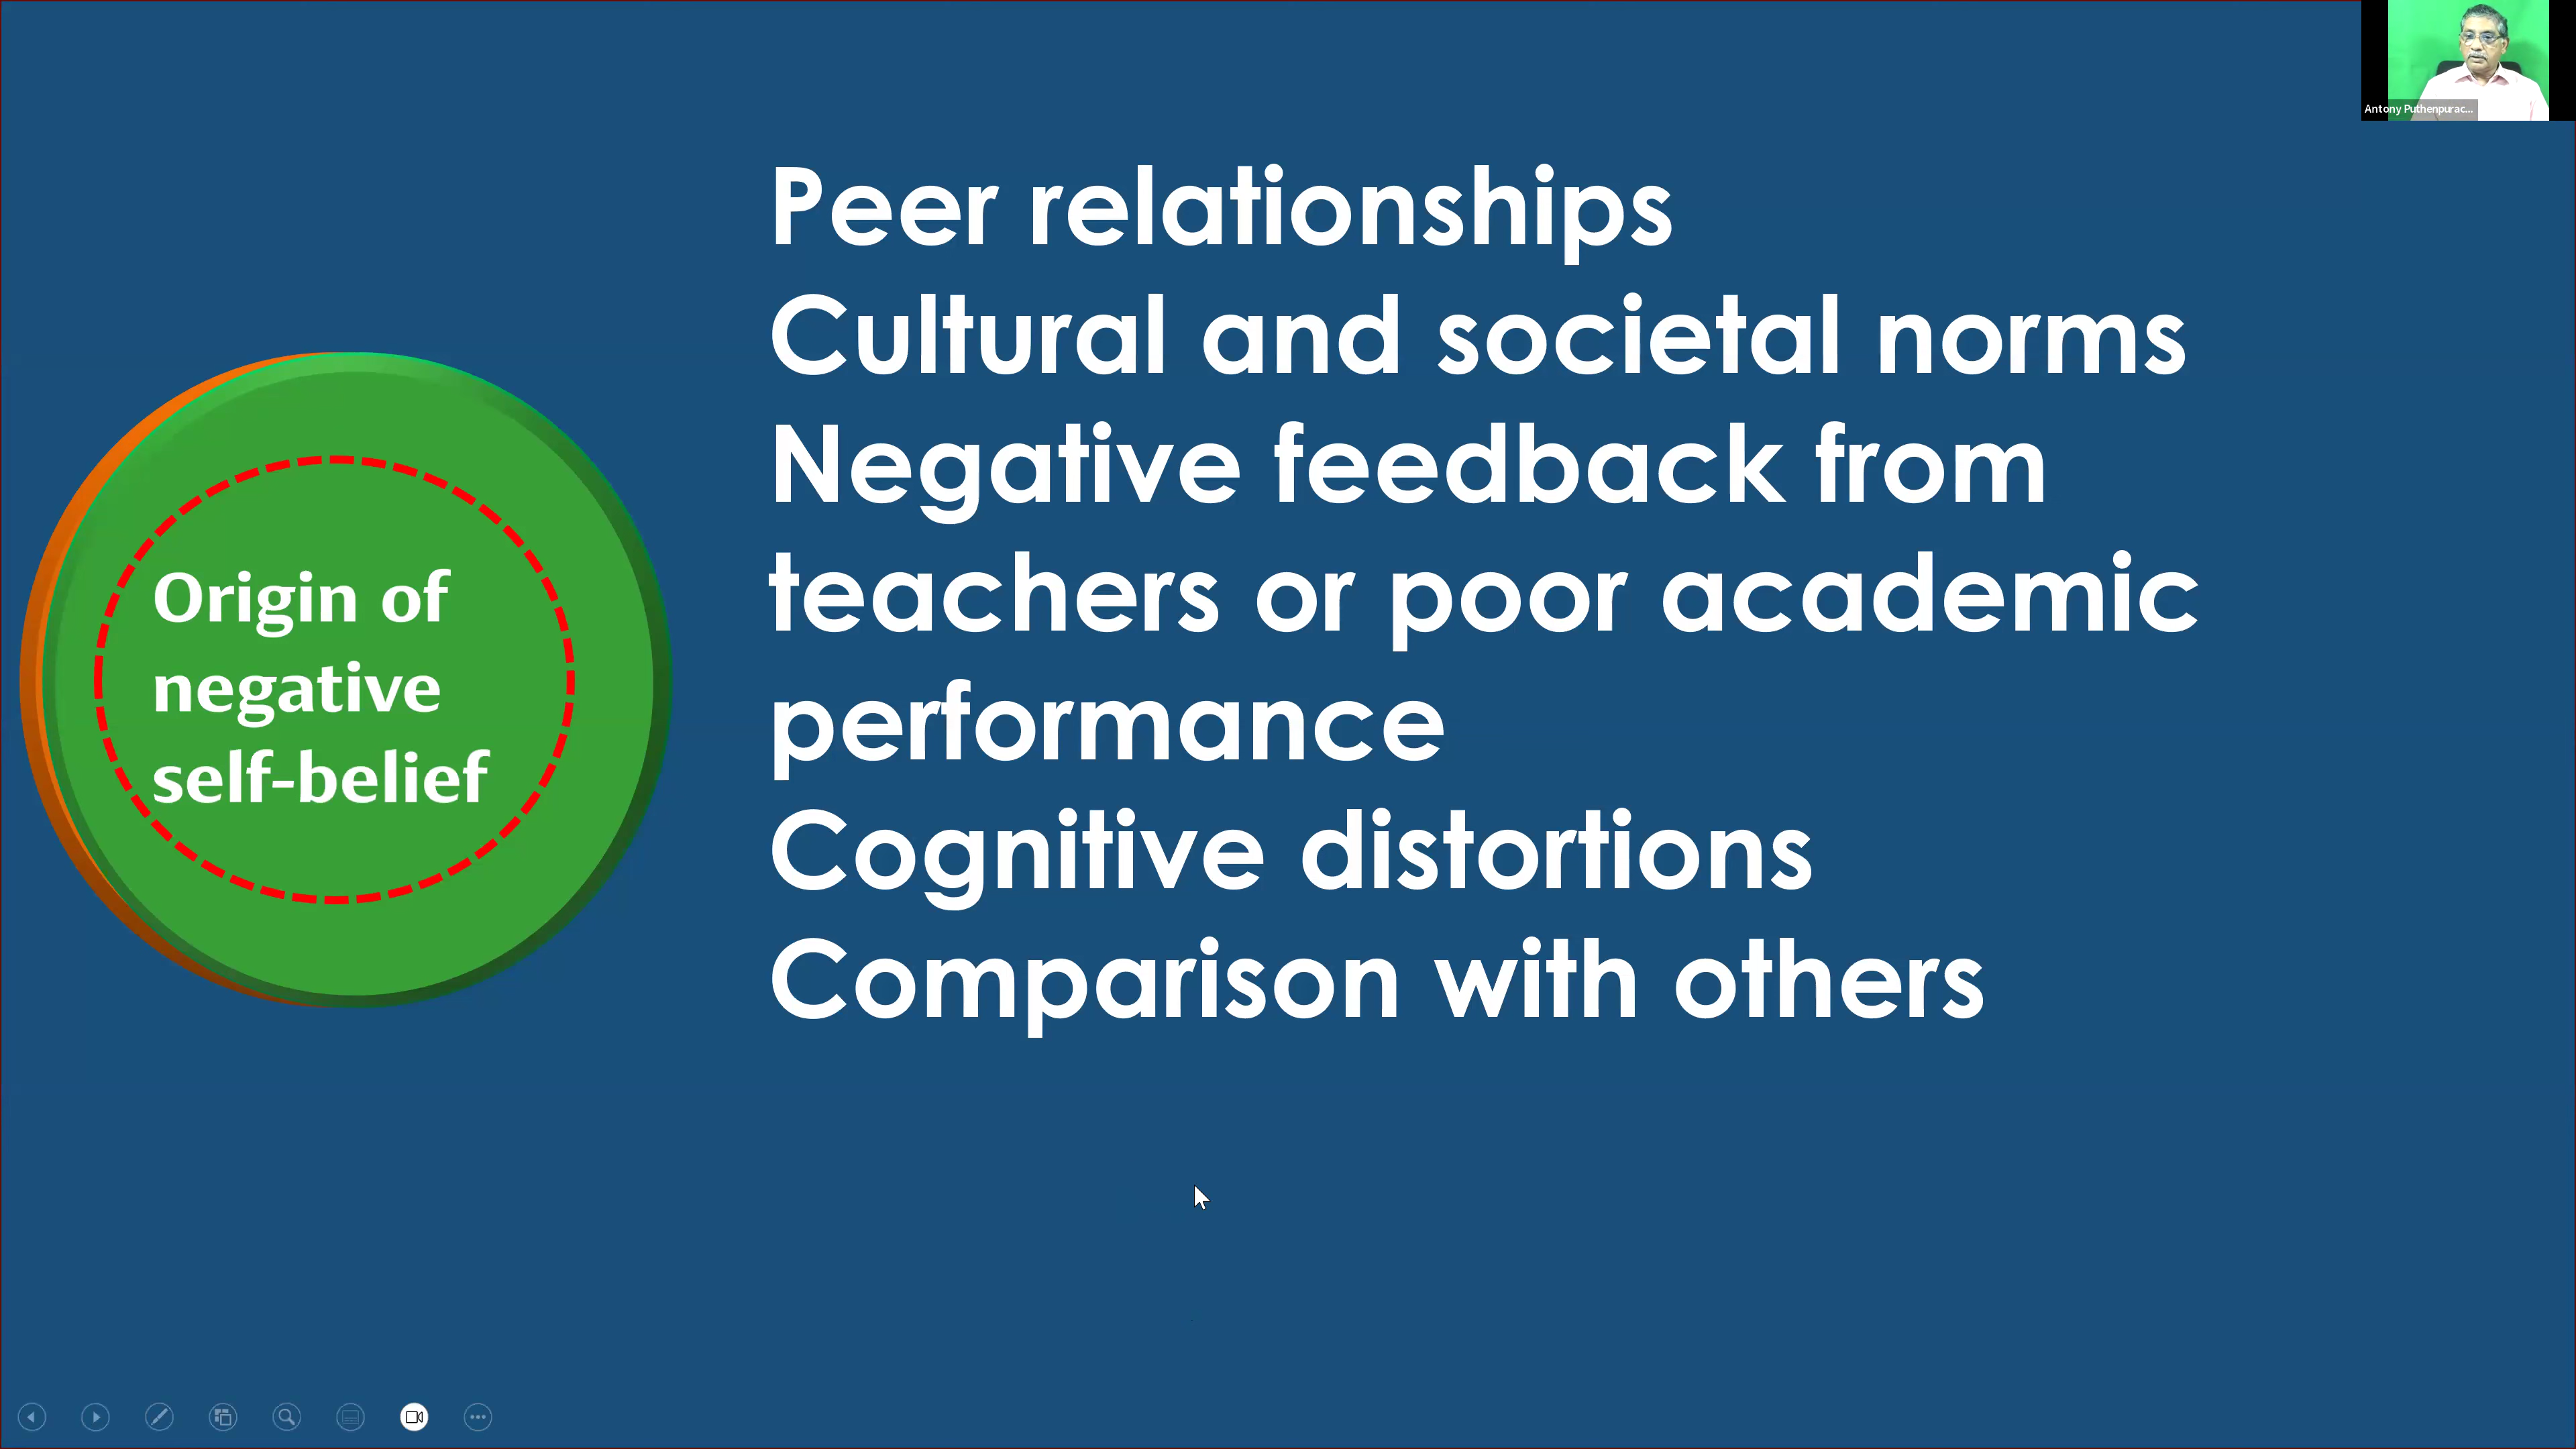 Antony Puthenpurac...
Peer relationships
Cultural and societal norms
Negative feedback from
teachers or poor academic
performance
Cognitive distortions
Comparison with others
Origin of
negative
self-belief